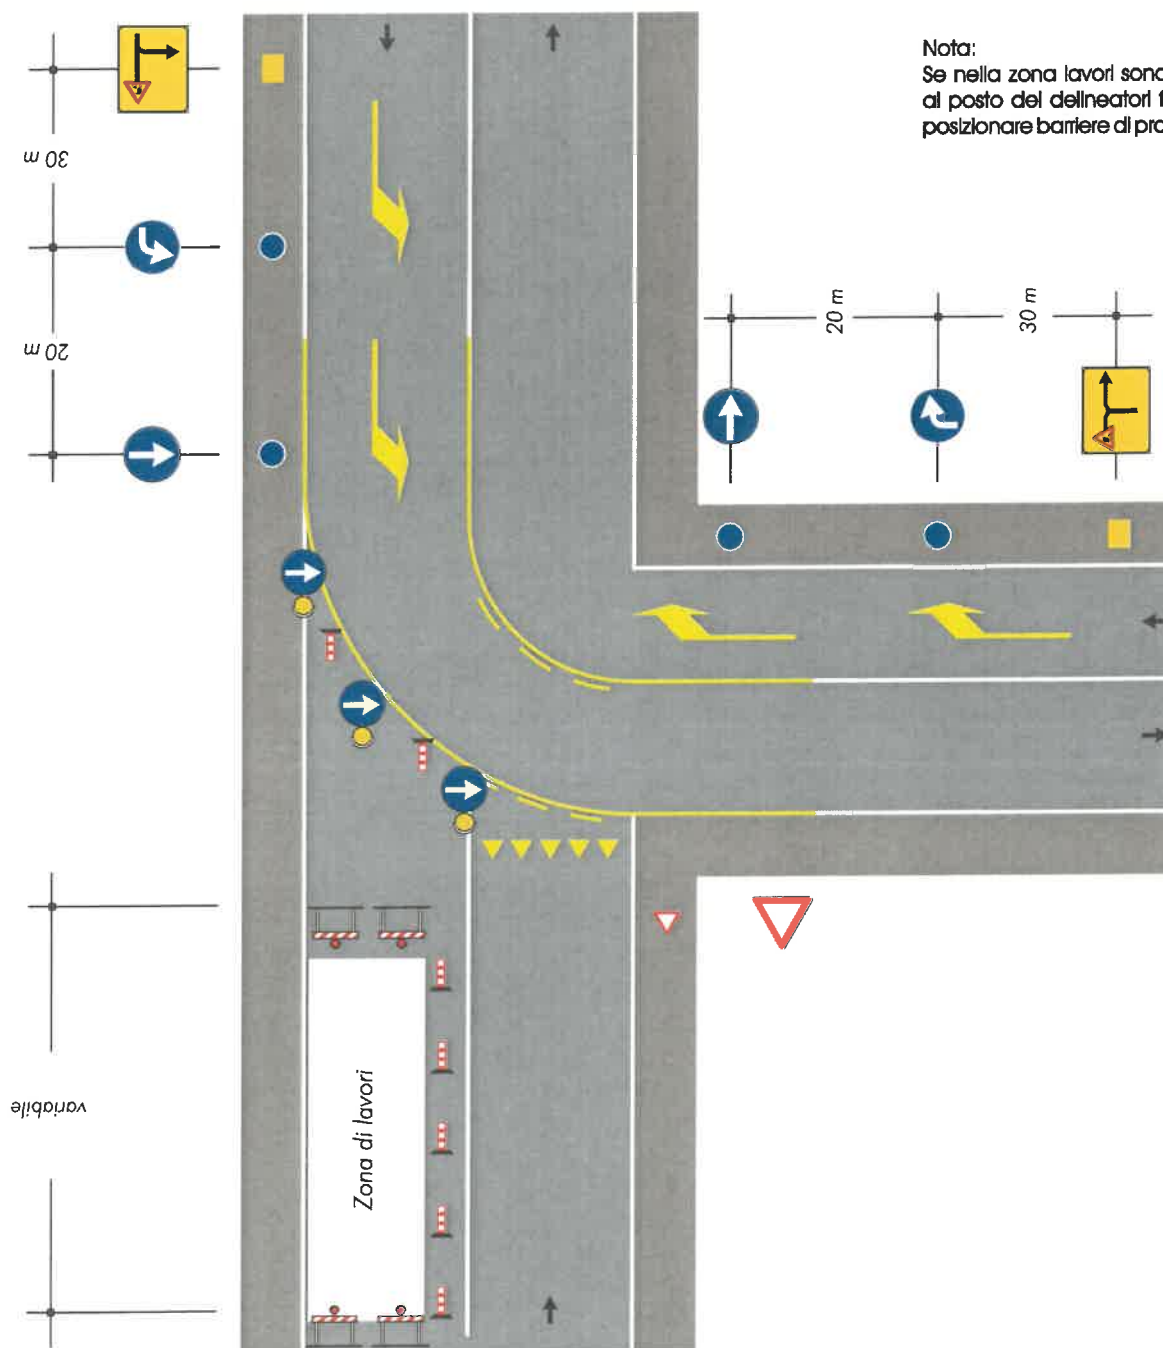 Nota:
Se nella zona lavori sono
al posto dei delineatori f
posizionare barriere di pro
30 m
20 m
20 m
30 m
variabile
Zona di lavori